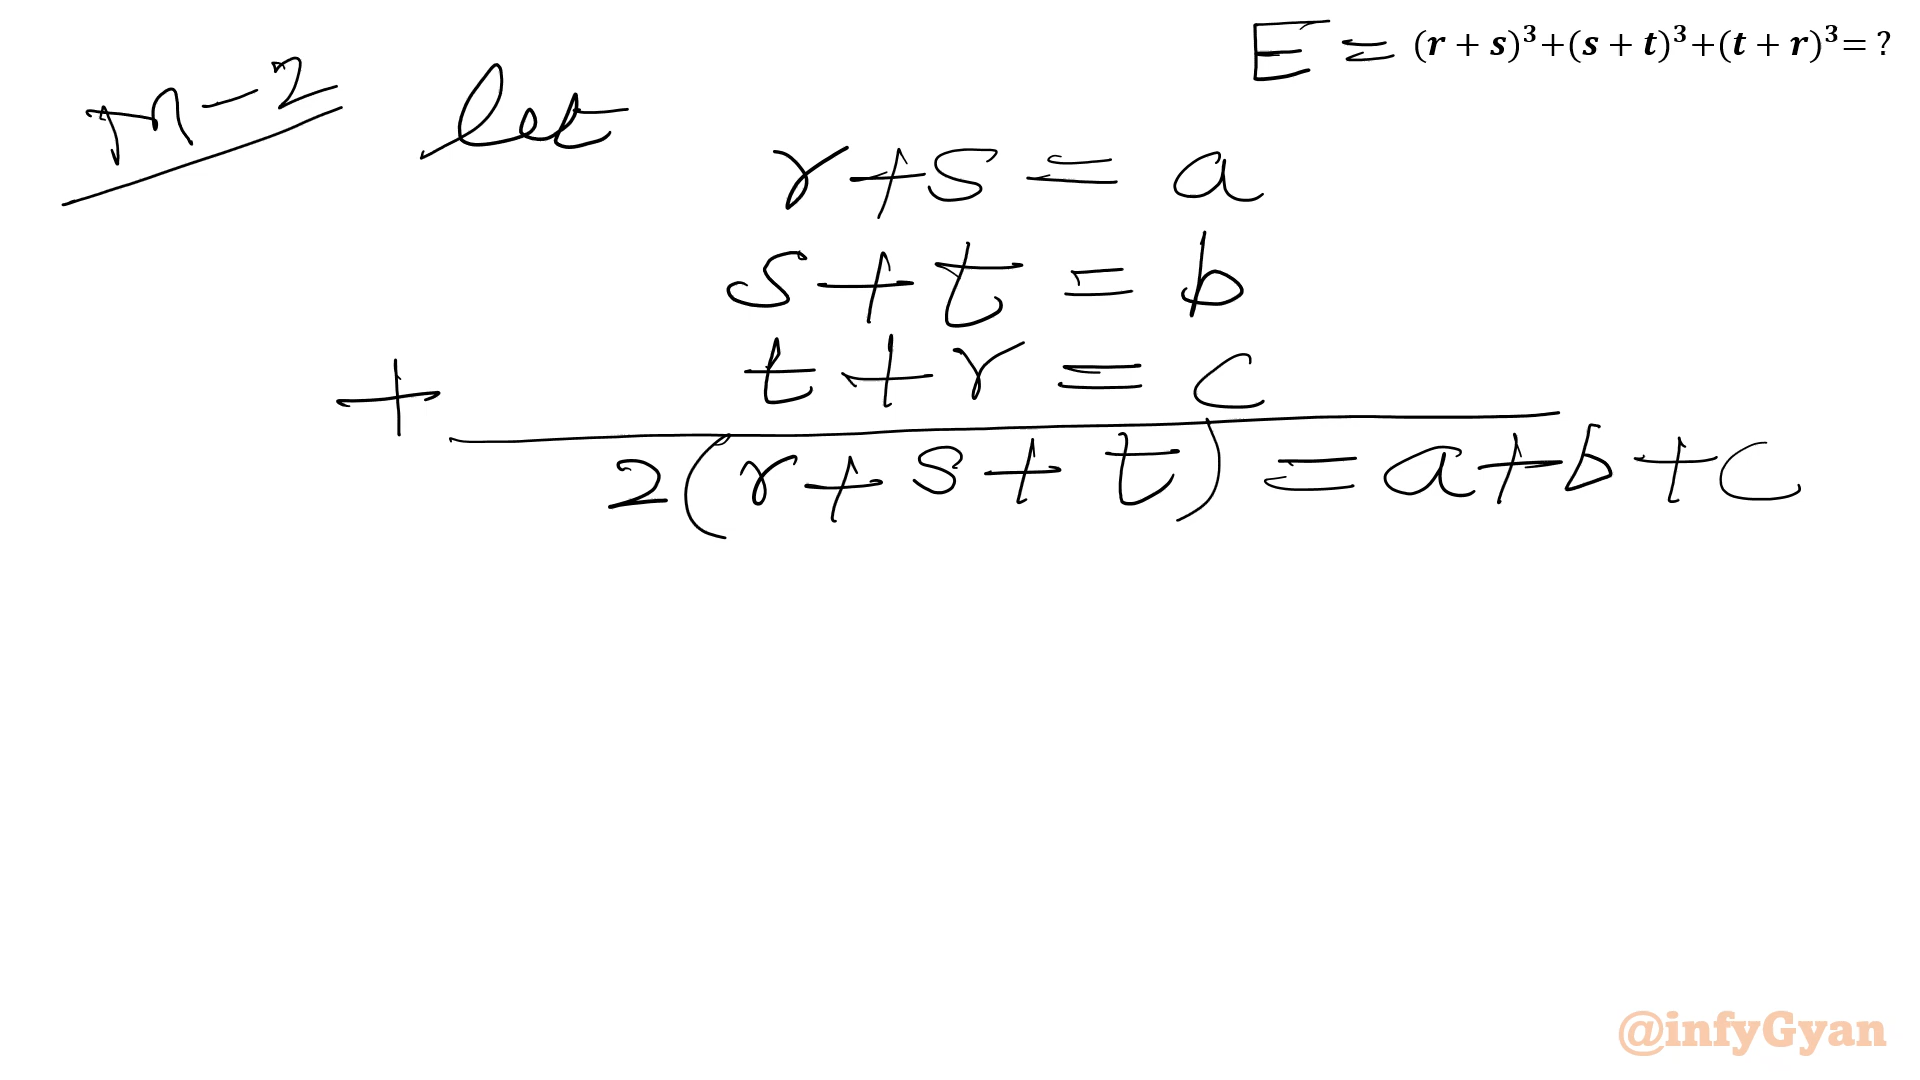 E = (r + s)³+(s + t)³+(t + r)³= ?
M-2 let
r+s = a
s+t = b
+ t+r = c
2(r+s+t) = a+b+c
@infyGyan